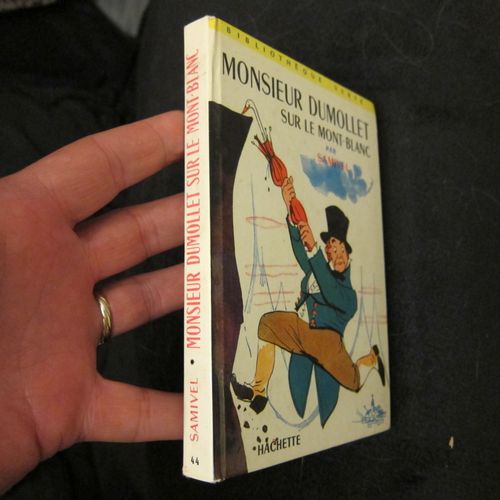 BIBLIOTHÈQUE VERTE
MONSIEUR DUMOLLET
SUR LE MONT-BLANC
PAR
SAMIVEL
HACHETTE
44 SAMIVEL • MONSIEUR DUMOLLET SUR LE MONT-BLANC